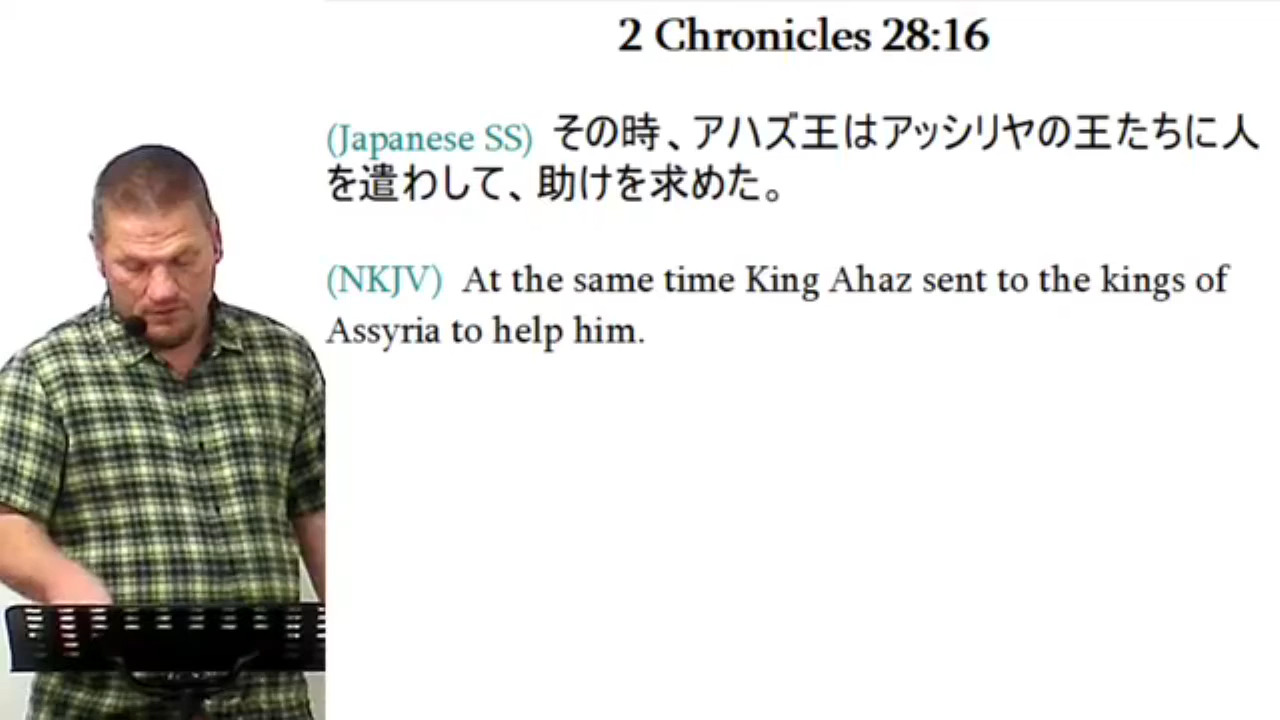 2 Chronicles 28:16
(Japanese SS) その時、アハズ王はアッシリヤの王たちに人
を遣わして、助けを求めた。
(NKJV) At the same time King Ahaz sent to the kings of
Assyria to help him.